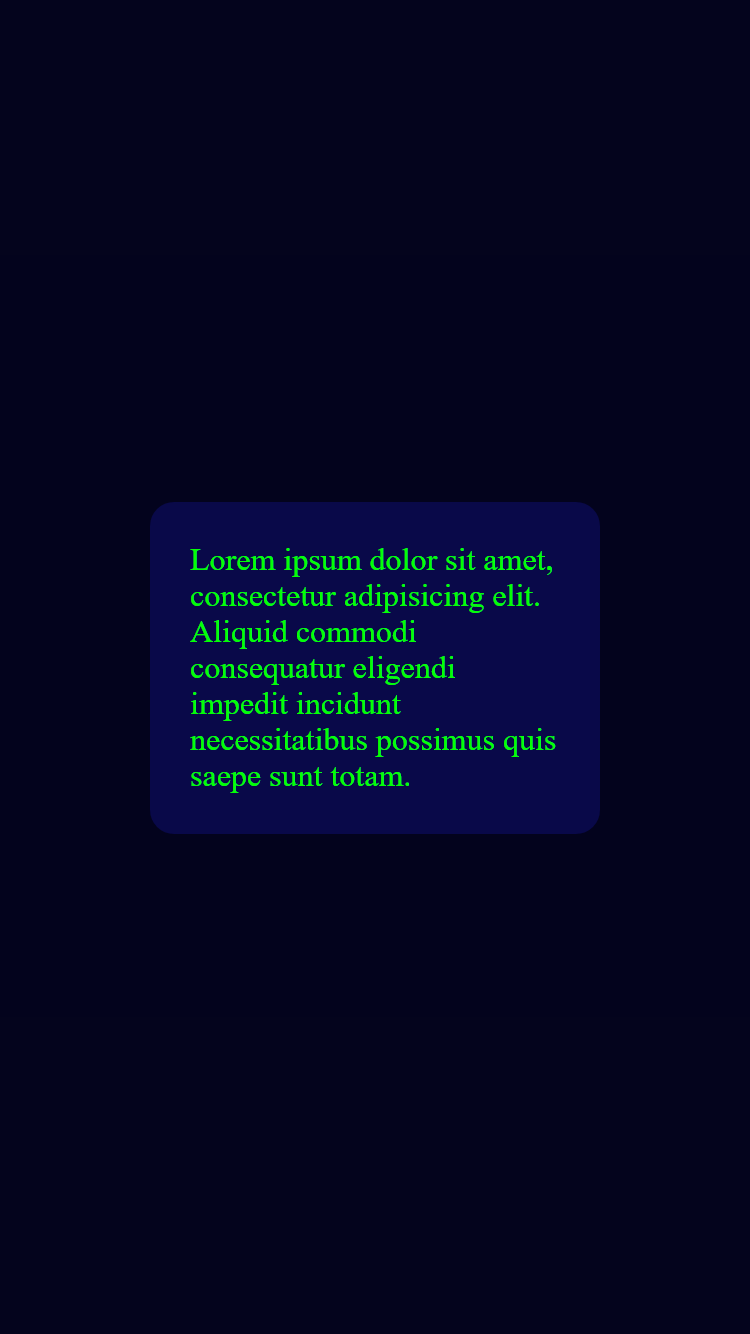 Lorem ipsum dolor sit amet,
consectetur adipisicing elit.
Aliquid commodi
consequatur eligendi
impedit incidunt
necessitatibus possimus quis
saepe sunt totam.